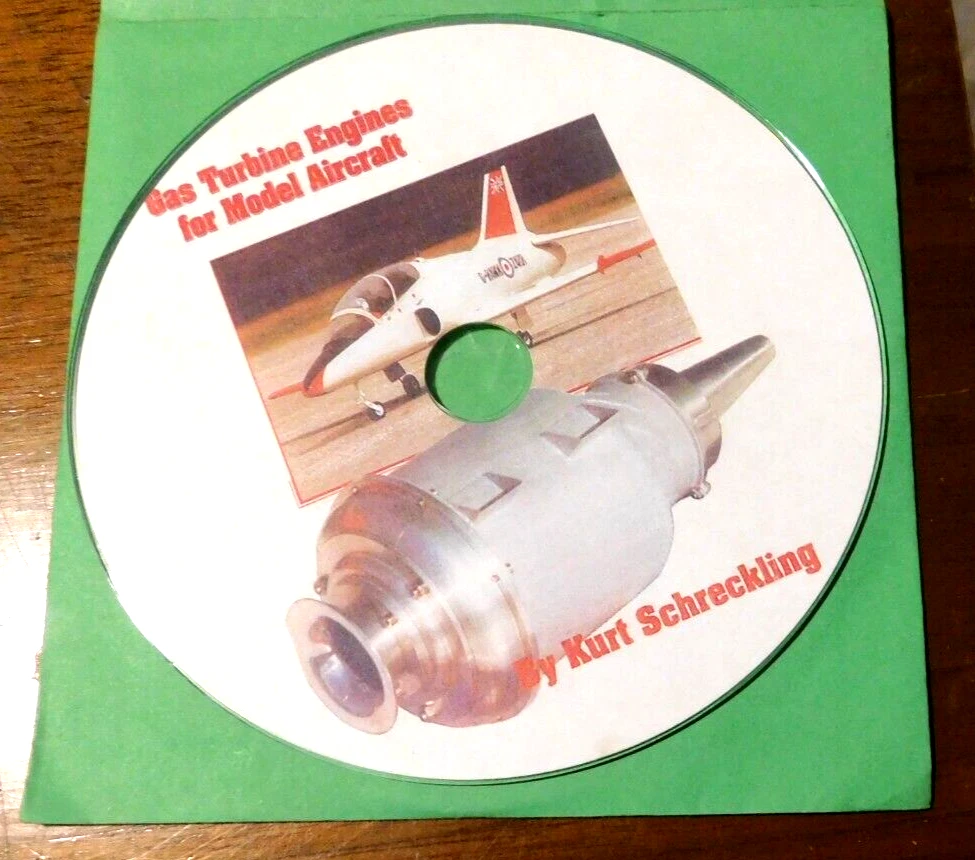 Gas Turbine Engines
for Model Aircraft
By Kurt Schreckling